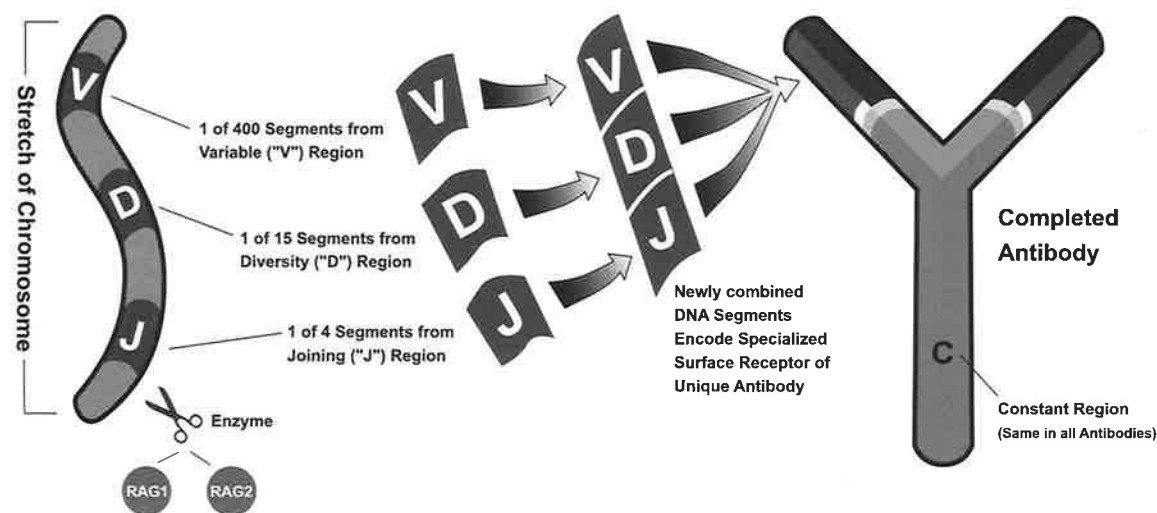 Stretch of Chromosome
V
D
J
1 of 400 Segments from
Variable ("V") Region
1 of 15 Segments from
Diversity ("D") Region
1 of 4 Segments from
Joining ("J") Region
Enzyme
RAG1
RAG2
V
D
J
V
D
J
Newly combined
DNA Segments
Encode Specialized
Surface Receptor of
Unique Antibody
Completed
Antibody
C
Constant Region
(Same in all Antibodies)